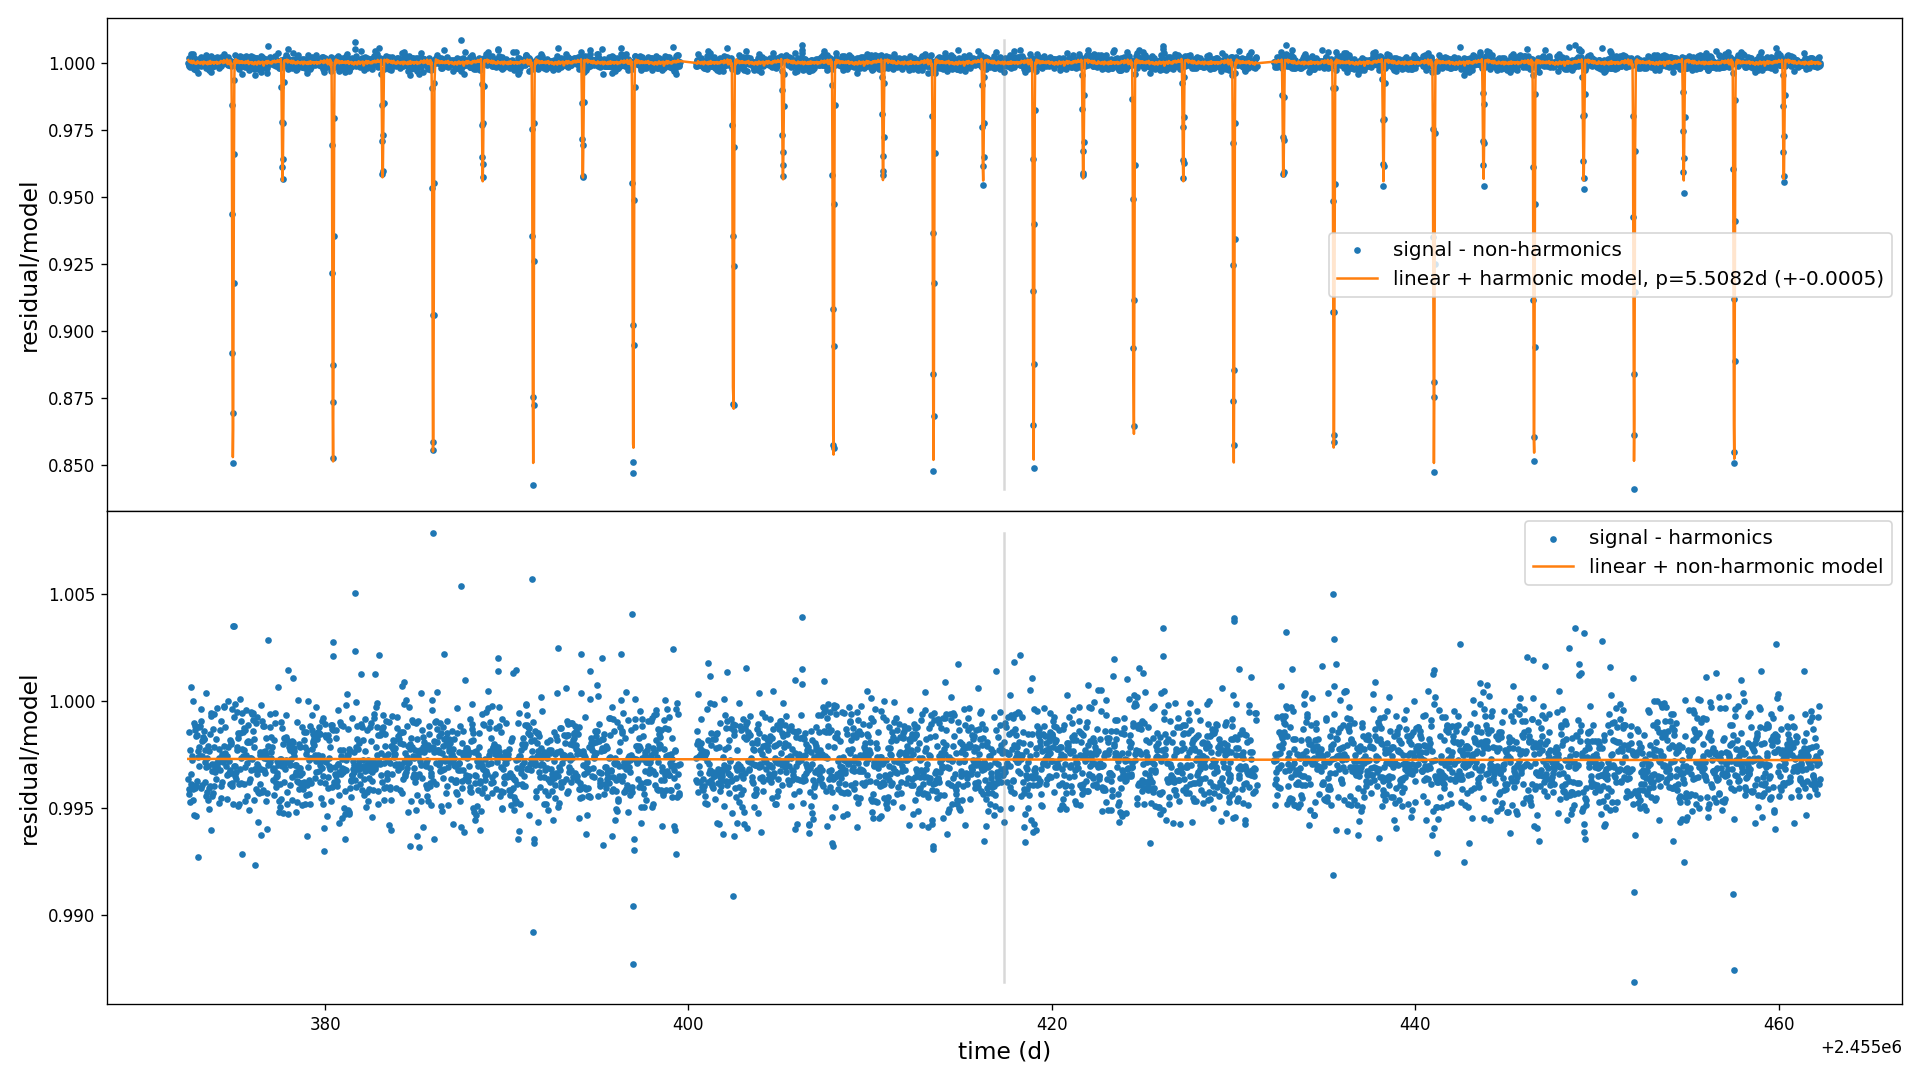 residual/model
1.000
0.975
0.950
0.925
0.900
0.875
0.850
signal - non-harmonics
linear + harmonic model, p=5.5082d (+-0.0005)
residual/model
1.005
1.000
0.995
0.990
signal - harmonics
linear + non-harmonic model
380
400
420
440
460
time (d)
+2.455e6